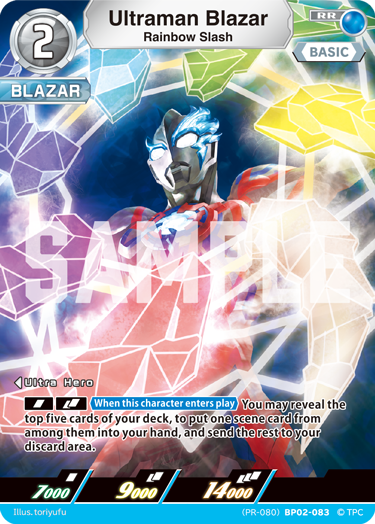 2
Ultraman Blazar
Rainbow Slash
RR
BASIC
BLAZAR
SAMPLE
Ultra Hero
When this character enters play You may reveal the
top five cards of your deck, to put one scene card from
among them into your hand, and send the rest to your
discard area.
7000 9000 14000
Illus.toriyufu (PR-080) BP02-083 © TPC